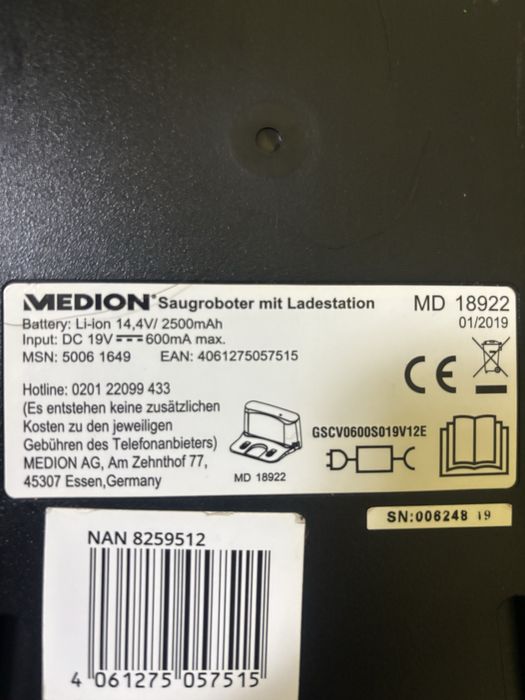 MEDION® Saugroboter mit Ladestation MD 18922
Battery: Li-ion 14,4V/ 2500mAh 01/2019
Input: DC 19V 600mA max.
MSN: 5006 1649 EAN: 4061275057515
CE
Hotline: 0201 22099 433
(Es entstehen keine zusätzlichen
Kosten zu den jeweiligen
Gebühren des Telefonanbieters)
MEDION AG, Am Zehnthof 77,
45307 Essen,Germany
MD 18922
GSCV0600S019V12E
SN:006248 19
NAN 8259512
4 061275 057515